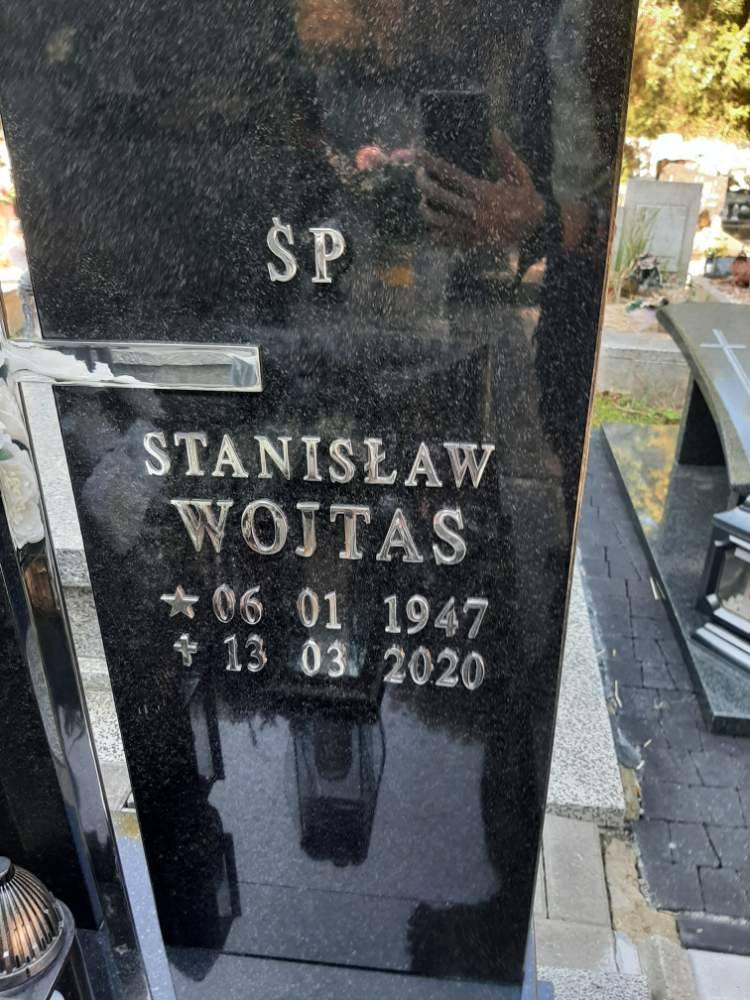 ŚP
STANISŁAW
WOJTAS
★ 06 01 1947
✝ 13 03 2020